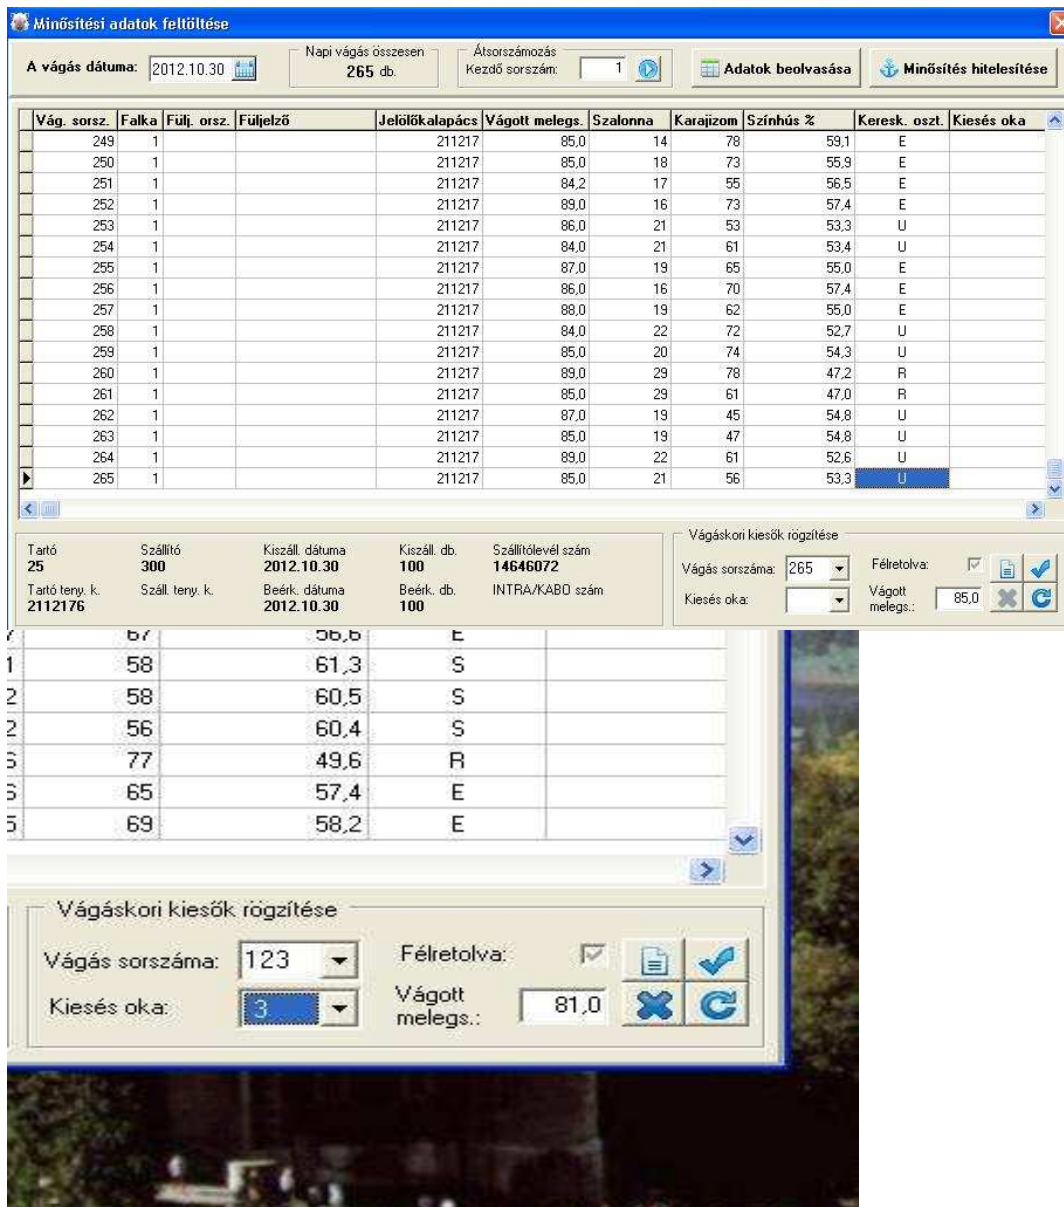 Minősítési adatok feltöltése
A vágás dátuma: 2012.10.30 Napi vágás összesen 265 db. Átsorszámozás Kezdő sorszám: 1 Adatok beolvasása Minősítés hitelesítése
Vág. sorsz. Falka Fülj. orsz. Füljelző Jelölőkalapács Vágott melegs. Szalonna Karajizom Színhús % Keresk. oszt. Kiesés oka
249 1 211217 85,0 14 78 59,1 E
250 1 211217 85,0 18 73 55,9 E
251 1 211217 84,2 17 55 56,5 E
252 1 211217 89,0 16 73 57,4 E
253 1 211217 86,0 21 53 53,3 U
254 1 211217 84,0 21 61 53,4 U
255 1 211217 87,0 19 65 55,0 E
256 1 211217 86,0 16 70 57,4 E
257 1 211217 88,0 19 62 55,0 E
258 1 211217 84,0 22 72 52,7 U
259 1 211217 85,0 20 74 54,3 U
260 1 211217 89,0 29 78 47,2 R
261 1 211217 85,0 29 61 47,0 R
262 1 211217 87,0 19 45 54,8 U
263 1 211217 85,0 19 47 54,8 U
264 1 211217 89,0 22 61 52,6 U
265 1 211217 85,0 21 56 53,3 U
Tartó Szállító Kiszáll. dátuma Kiszáll. db. Szállítólevél szám
25 300 2012.10.30 100 14646072
Tartó teny. k. Száll. teny. k. Beérk. dátuma Beérk. db. INTRA/KABO szám
2112176 2012.10.30 100
Vágáskori kiesők rögzítése
Vágás sorszáma: 265 Félretolva:
Kiesés oka: Vágott melegs.: 85,0
67 56,6 E
1 58 61,3 S
2 58 60,5 S
2 56 60,4 S
6 77 49,6 R
6 65 57,4 E
5 69 58,2 E
Vágáskori kiesők rögzítése
Vágás sorszáma: 123 Félretolva:
Kiesés oka: 3 Vágott melegs.: 81,0